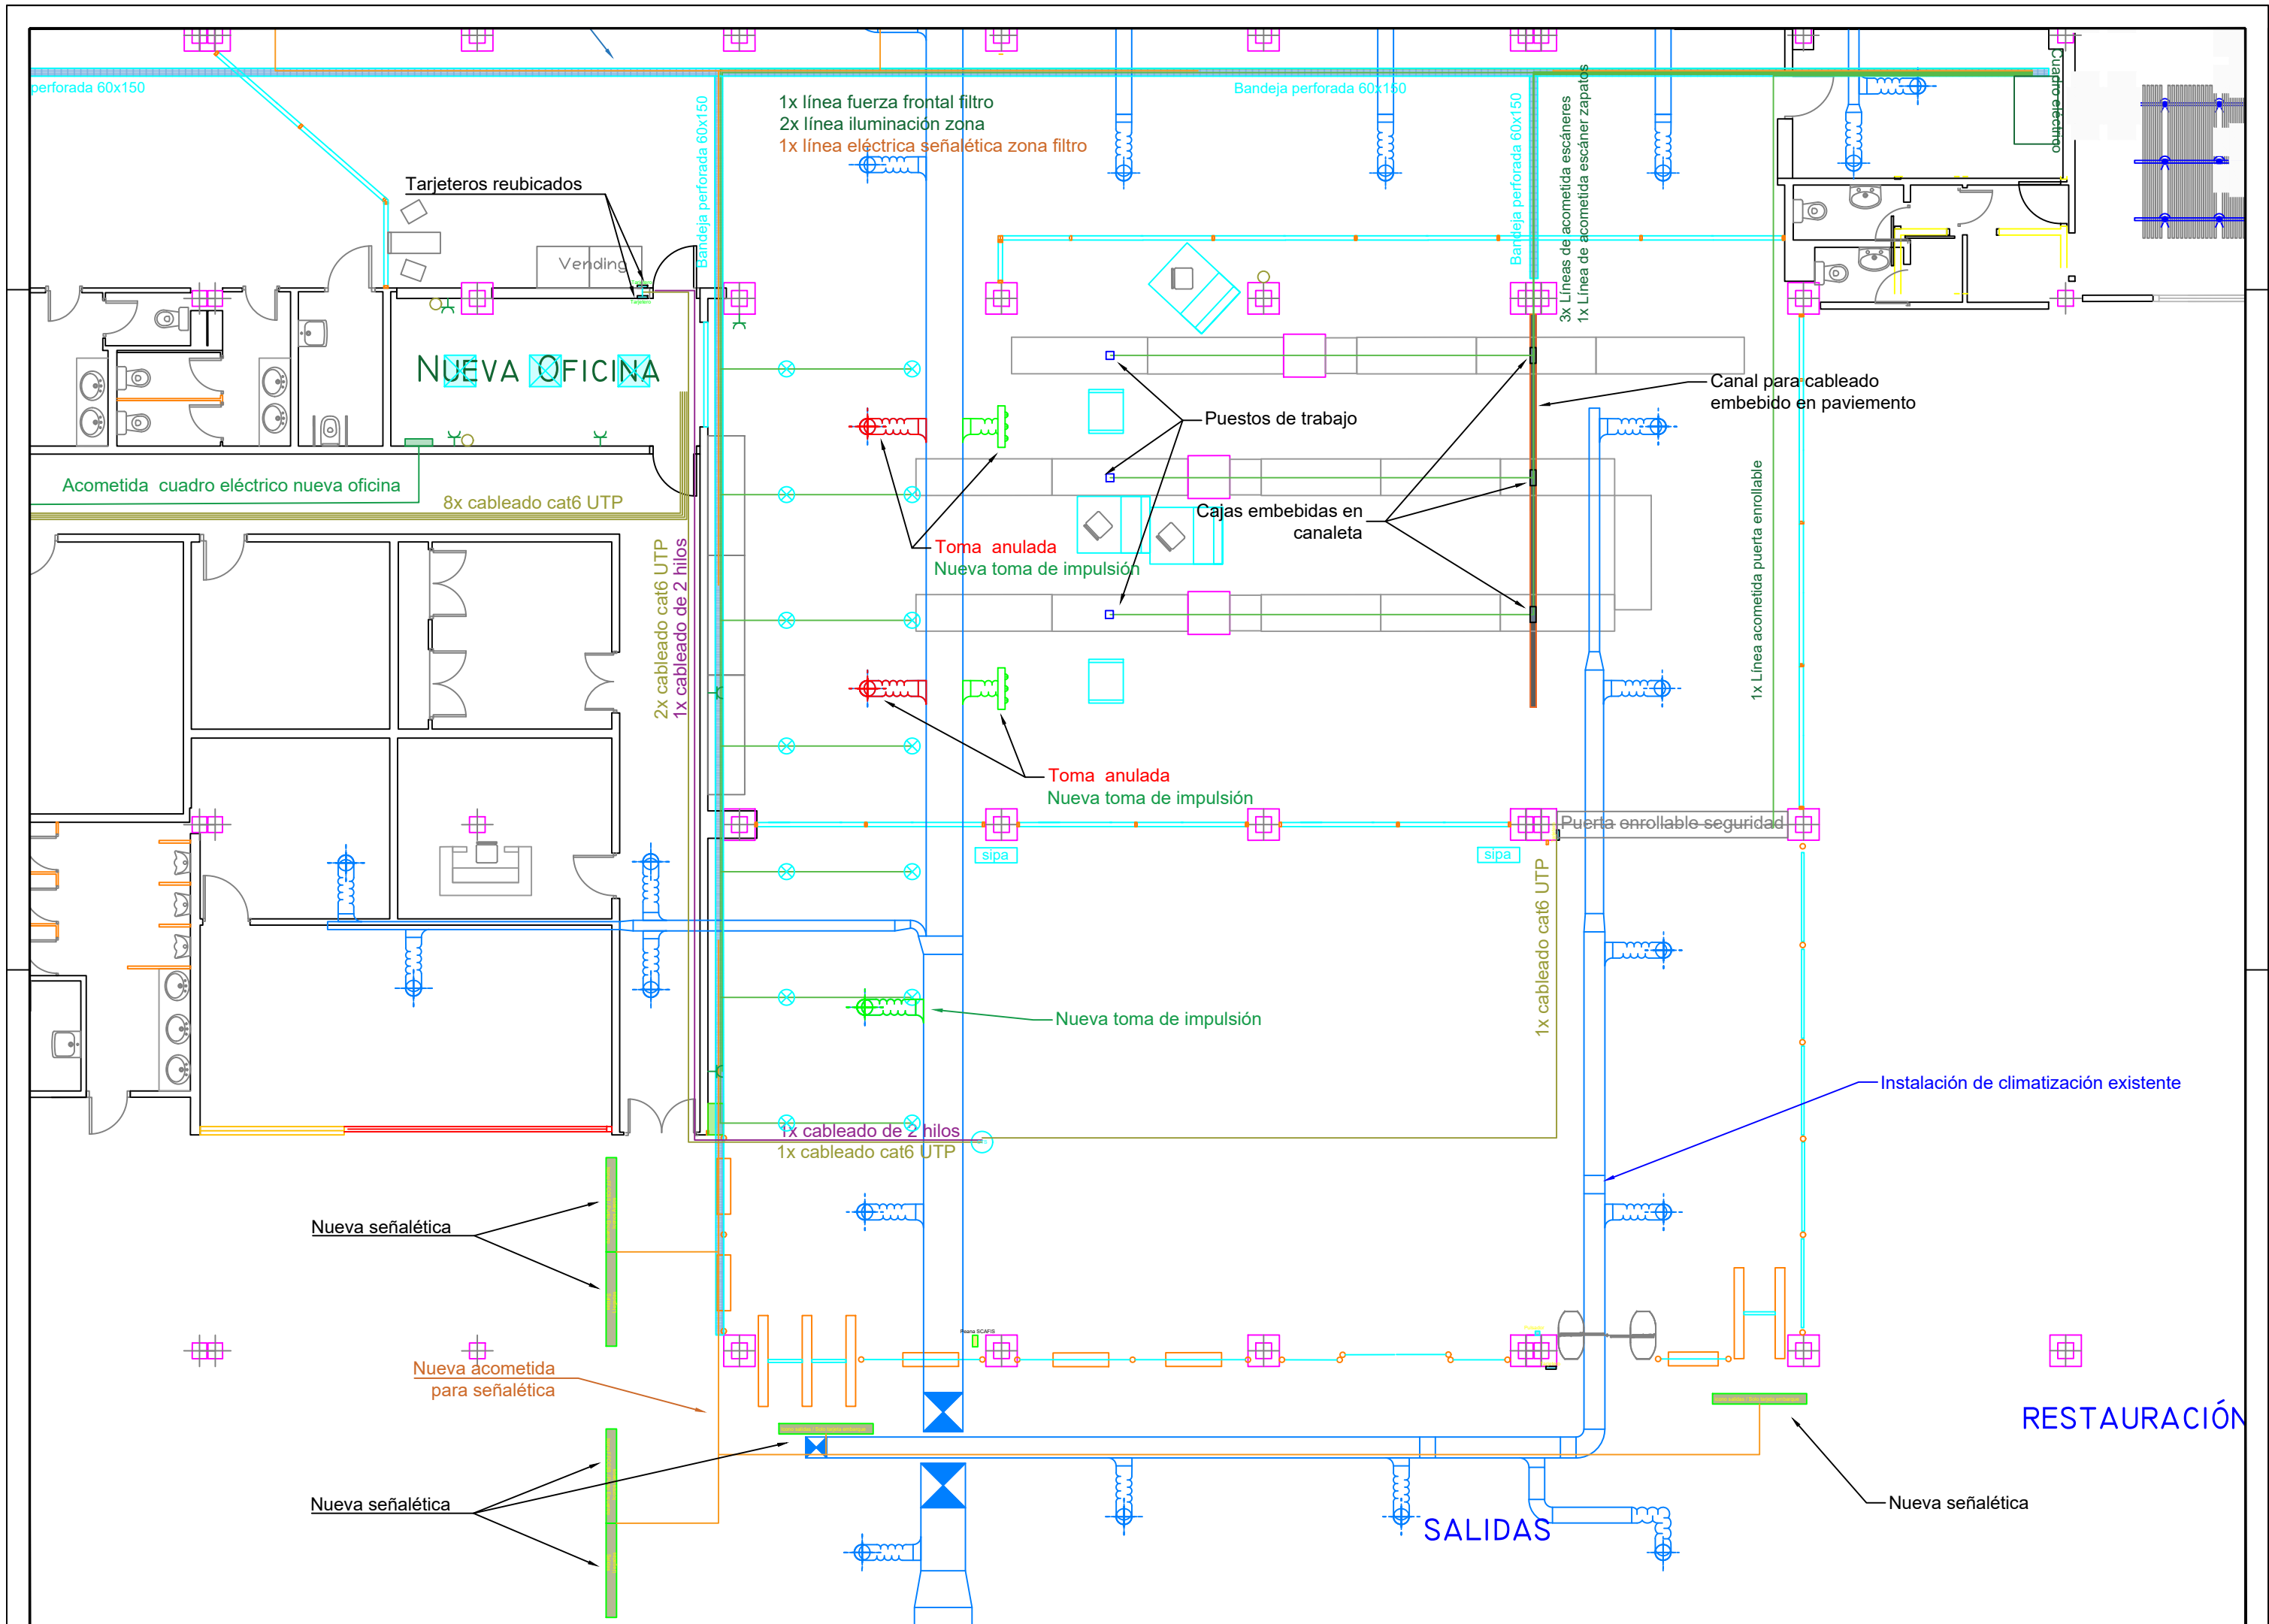 perforada 60x150
Bandeja perforada 60x150
1x línea fuerza frontal filtro
2x línea iluminación zona
1x línea eléctrica señalética zona filtro
Bandeja perforada 60x150
Bandeja perforada 60x150
3x Líneas de acometida escáneres
1x Línea de acometida escáner zapatos
Cuadro eléctrico
Tarjeteros reubicados
Vending
NUEVA OFICINA
Canal para cableado
embebido en paviemento
Puestos de trabajo
Acometida cuadro eléctrico nueva oficina
8x cableado cat6 UTP
Cajas embebidas en
canaleta
Toma anulada
Nueva toma de impulsión
2x cableado cat6 UTP
1x cableado de 2 hilos
1x Línea acometida puerta enrollable
Toma anulada
Nueva toma de impulsión
Puerta enrollable seguridad
sipa
sipa
1x cableado cat6 UTP
Nueva toma de impulsión
Instalación de climatización existente
1x cableado de 2 hilos
1x cableado cat6 UTP
Nueva señalética
Peana SCAFIS
Nueva acometida
para señalética
RESTAURACIÓN
Nueva señalética
Nueva señalética
SALIDAS